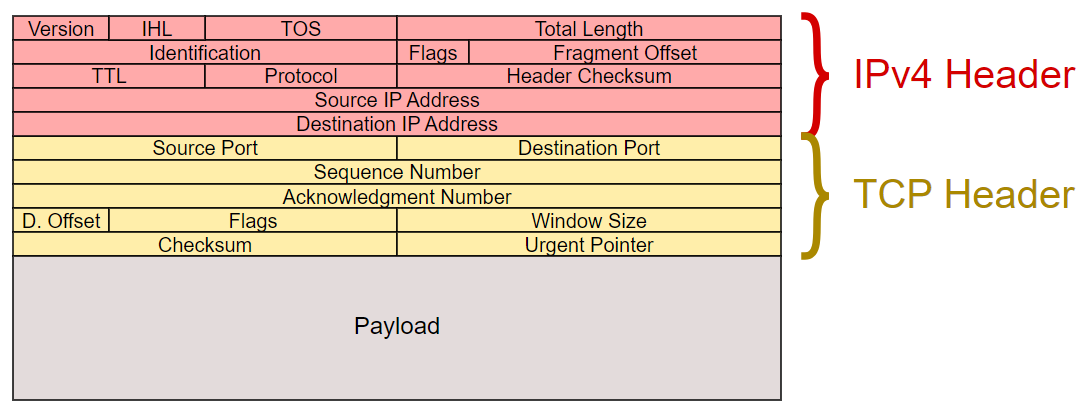 Version IHL TOS Total Length
Identification Flags Fragment Offset
TTL Protocol Header Checksum
Source IP Address
Destination IP Address
IPv4 Header
Source Port Destination Port
Sequence Number
Acknowledgment Number
D. Offset Flags Window Size
Checksum Urgent Pointer
TCP Header
Payload